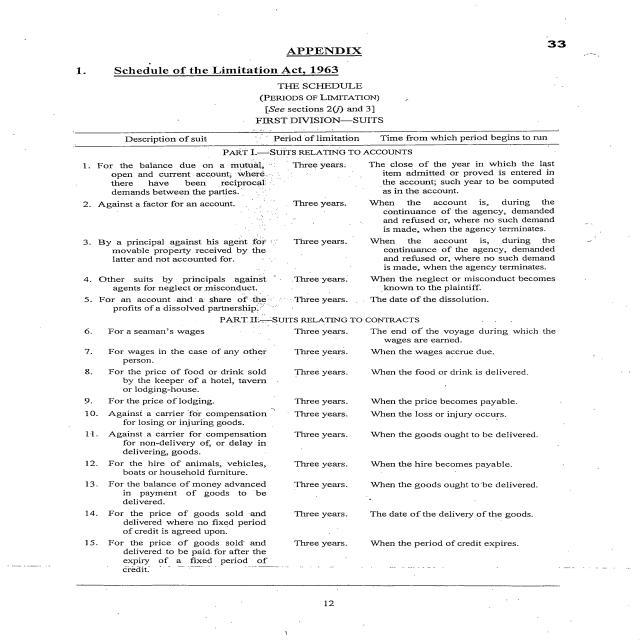 33
APPENDIX
1. Schedule of the Limitation Act, 1963
THE SCHEDULE
(PERIODS OF LIMITATION)
[See sections 2(j) and 3]
FIRST DIVISION—SUITS
Description of suit Period of limitation Time from which period begins to run
PART I.—SUITS RELATING TO ACCOUNTS
1. For the balance due on a mutual, Three years. The close of the year in which the last
open and current account, where item admitted or proved is entered in
there have been reciprocal the account; such year to be computed
demands between the parties. as in the account.
2. Against a factor for an account. Three years. When the account is, during the
continuance of the agency, demanded
and refused or, where no such demand
is made, when the agency terminates.
3. By a principal against his agent for Three years. When the account is, during the
movable property received by the continuance of the agency, demanded
latter and not accounted for. and refused or, where no such demand
is made, when the agency terminates.
4. Other suits by principals against Three years. When the neglect or misconduct becomes
agents for neglect or misconduct. known to the plaintiff.
5. For an account and a share of the Three years. The date of the dissolution.
profits of a dissolved partnership.
PART II.—SUITS RELATING TO CONTRACTS
6. For a seaman's wages Three years. The end of the voyage during which the
wages are earned.
7. For wages in the case of any other Three years. When the wages accrue due.
person.
8. For the price of food or drink sold Three years. When the food or drink is delivered.
by the keeper of a hotel, tavern
or lodging-house.
9. For the price of lodging. Three years. When the price becomes payable.
10. Against a carrier for compensation Three years. When the loss or injury occurs.
for losing or injuring goods.
11. Against a carrier for compensation Three years. When the goods ought to be delivered.
for non-delivery of, or delay in
delivering, goods.
12. For the hire of animals, vehicles, Three years. When the hire becomes payable.
boats or household furniture.
13. For the balance of money advanced Three years. When the goods ought to be delivered.
in payment of goods to be
delivered.
14. For the price of goods sold and Three years. The date of the delivery of the goods.
delivered where no fixed period
of credit is agreed upon.
15. For the price of goods sold and Three years. When the period of credit expires.
delivered to be paid for after the
expiry of a fixed period of
credit.
12